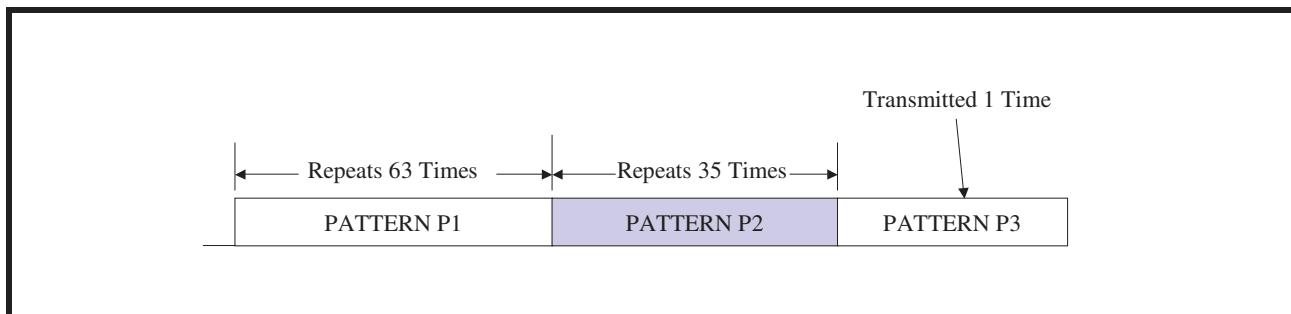 Transmitted 1 Time
Repeats 63 Times
Repeats 35 Times
PATTERN P1
PATTERN P2
PATTERN P3